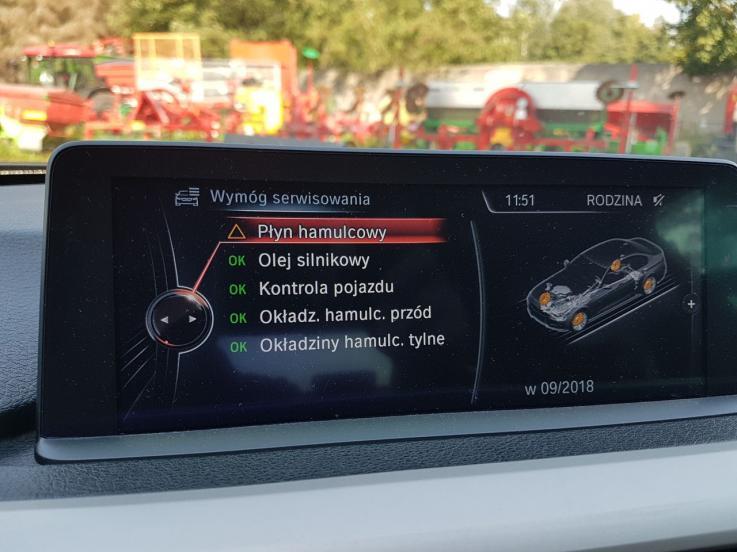 Wymóg serwisowania
11:51
RODZINA
Płyn hamulcowy
OK Olej silnikowy
OK Kontrola pojazdu
OK Okładz. hamulc. przód
OK Okładziny hamulc. tylne
w 09/2018